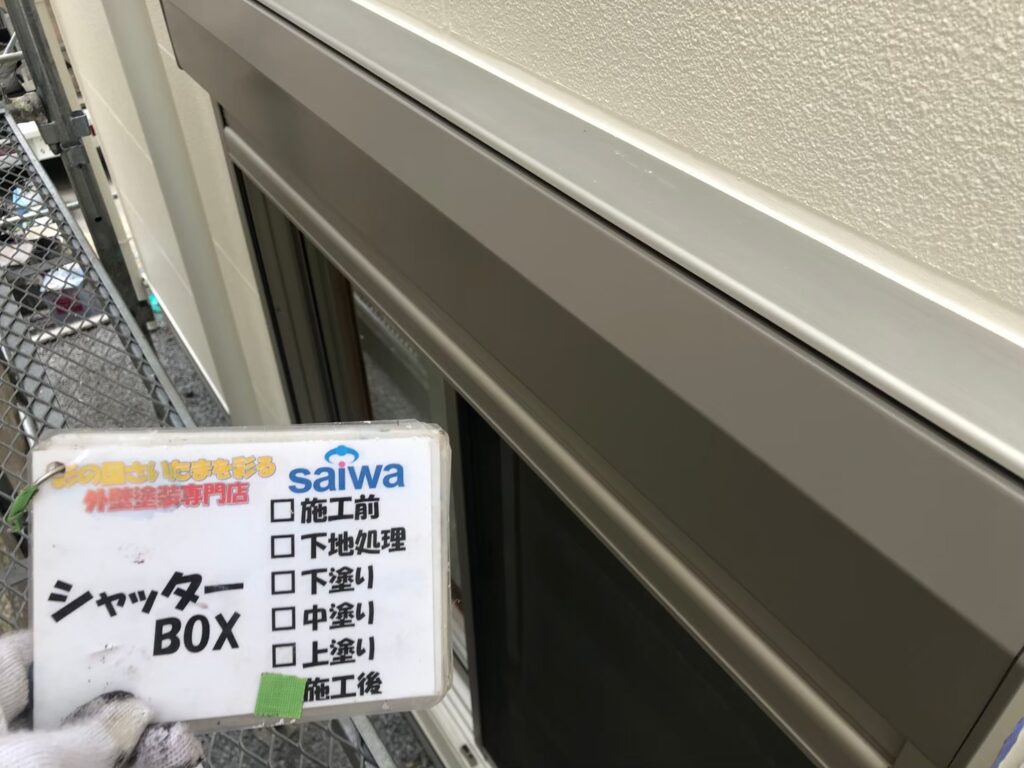 彩の国さいたまを彩る
外壁塗装専門店
saiwa
シャッター
BOX
□施工前
□下地処理
□下塗り
□中塗り
□上塗り
施工後